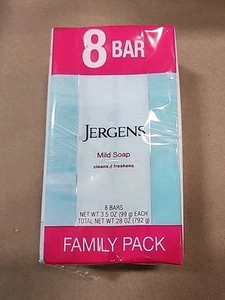 8 BAR
JERGENS
Mild Soap
cleans & freshens
8 BARS
NET WT 3.5 OZ (99 g) EACH
TOTAL NET WT 28 OZ (792 g)
FAMILY PACK